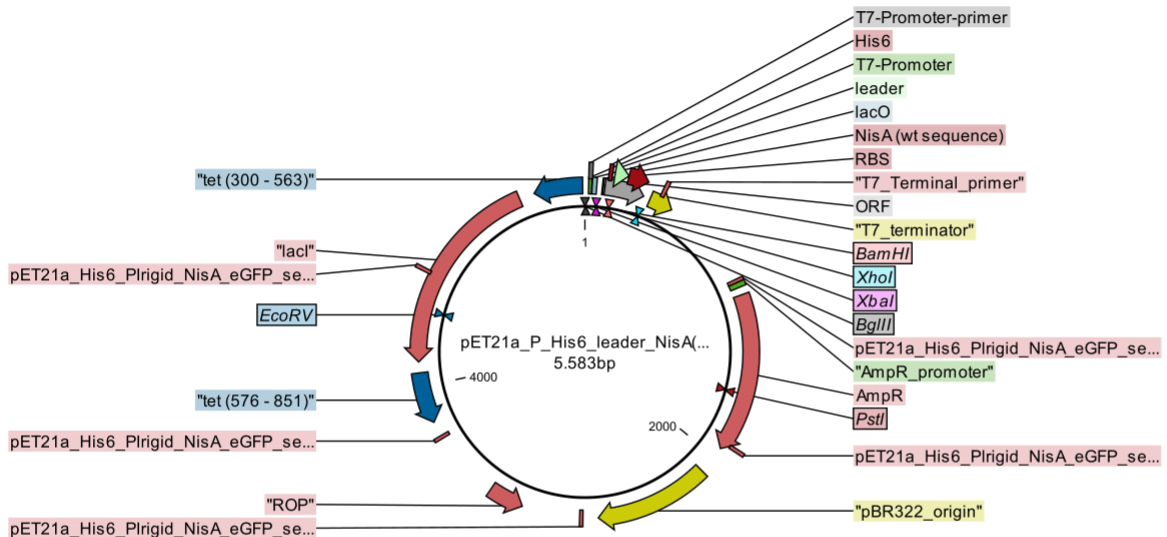 T7-Promoter-primer
His6
T7-Promoter
leader
lacO
NisA (wt sequence)
RBS
"T7_Terminal_primer"
ORF
"T7_terminator"
BamHI
XhoI
XbaI
BglII
pET21a_His6_Plrigid_NisA_eGFP_se...
"AmpR_promoter"
AmpR
PstI
pET21a_His6_Plrigid_NisA_eGFP_se...
"pBR322_origin"
"tet (300 - 563)"
"lacI"
pET21a_His6_Plrigid_NisA_eGFP_se...
EcoRV
"tet (576 - 851)"
pET21a_His6_Plrigid_NisA_eGFP_se...
"ROP"
pET21a_His6_Plrigid_NisA_eGFP_se...
1
pET21a_P_His6_leader_NisA(...
5.583bp
4000
2000